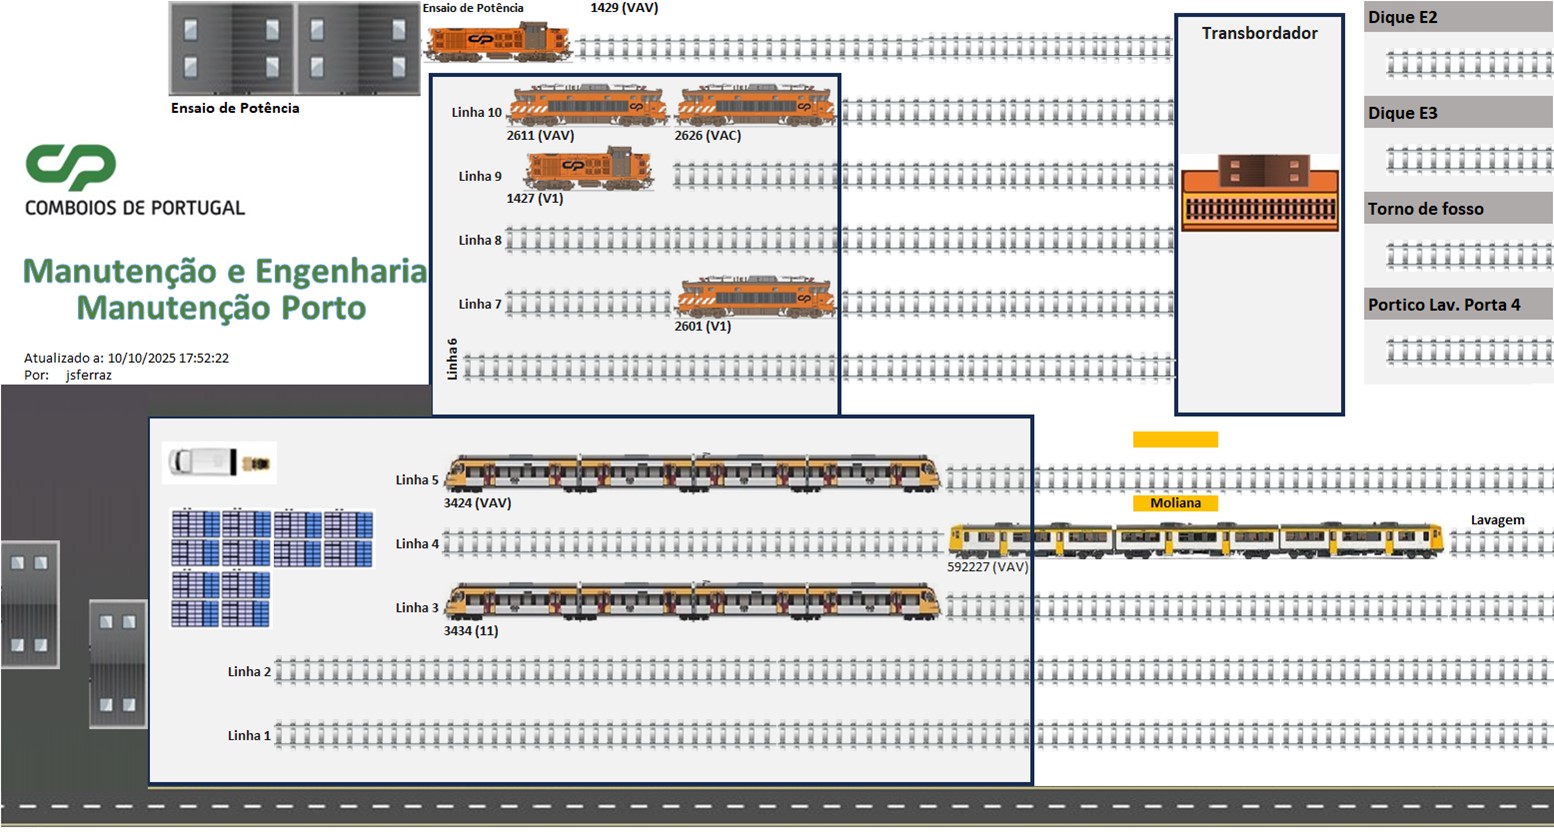 Ensaio de Potência
1429 (VAV)
Ensaio de Potência
Linha 10
2611 (VAV)
2626 (VAC)
Linha 9
1427 (V1)
Linha 8
Linha 7
2601 (V1)
Linha 6
CP
COMBOIOS DE PORTUGAL
Manutenção e Engenharia
Manutenção Porto
Atualizado a: 10/10/2025 17:52:22
Por: jsferraz
Transbordador
Dique E2
Dique E3
Torno de fosso
Portico Lav. Porta 4
Linha 5
3424 (VAV)
Moliana
Lavagem
Linha 4
592227 (VAV)
Linha 3
3434 (11)
Linha 2
Linha 1